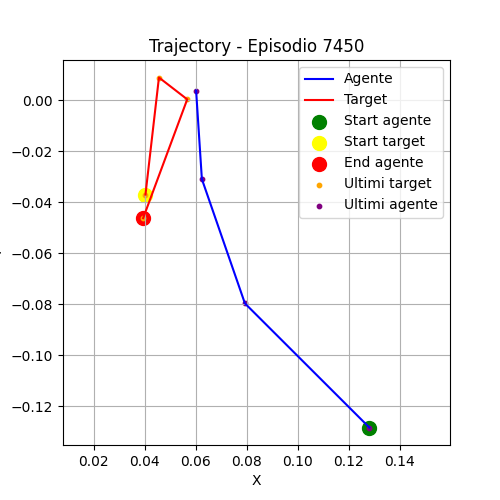 Trajectory - Episodio 7450
Agente
Target
Start agente
Start target
End agente
Ultimi target
Ultimi agente
0.00
−0.02
−0.04
−0.06
−0.08
−0.10
−0.12
0.02 0.04 0.06 0.08 0.10 0.12 0.14
X